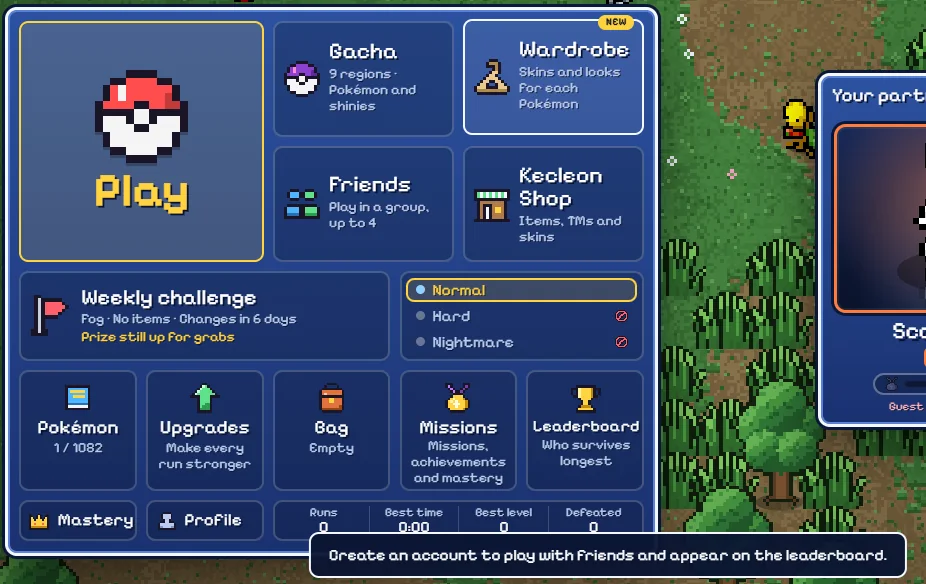 Play
Gacha
9 regions ·
Pokémon and
shinies
NEW
Wardrobe
Skins and looks
for each
Pokémon
Friends
Play in a group,
up to 4
Kecleon
Shop
Items, TMs and
skins
Weekly challenge
Fog · No items · Changes in 6 days
Prize still up for grabs
Normal
Hard
Nightmare
Pokémon
1 / 1082
Upgrades
Make every
run stronger
Bag
Empty
Missions
Missions,
achievements
and mastery
Leaderboard
Who survives
longest
Mastery
Profile
Runs
0
Best time
0:00
Best level
0
Defeated
0
Your part
Sco
Guest
Create an account to play with friends and appear on the leaderboard.